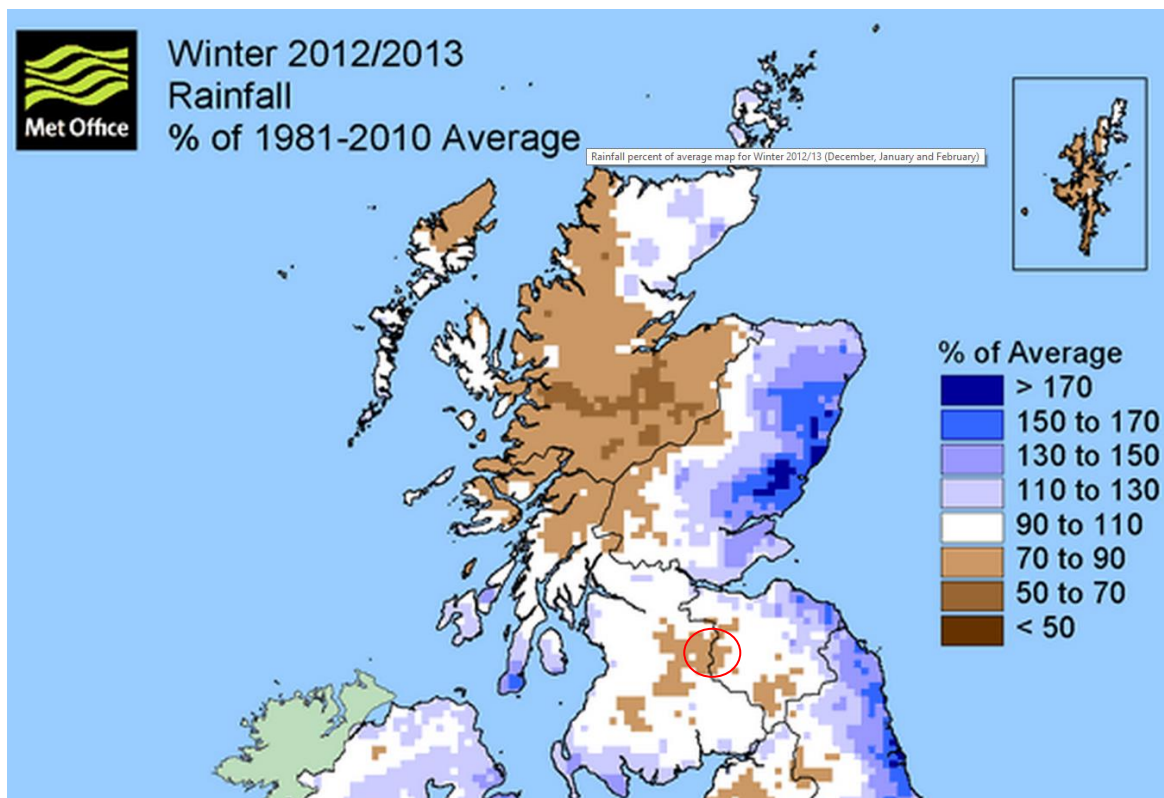 Met Office
Winter 2012/2013
Rainfall
% of 1981-2010 Average
Rainfall percent of average map for Winter 2012/13 (December, January and February)
% of Average
> 170
150 to 170
130 to 150
110 to 130
90 to 110
70 to 90
50 to 70
< 50